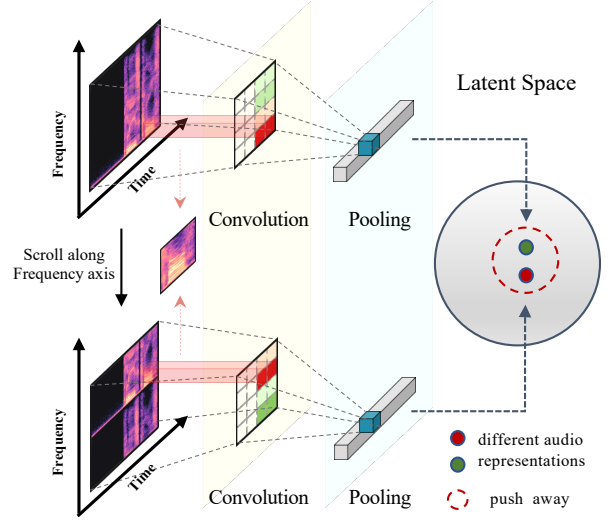 Latent Space
Frequency
Time
Convolution
Pooling
Scroll along
Frequency axis
Frequency
Time
Convolution
Pooling
different audio
representations
push away